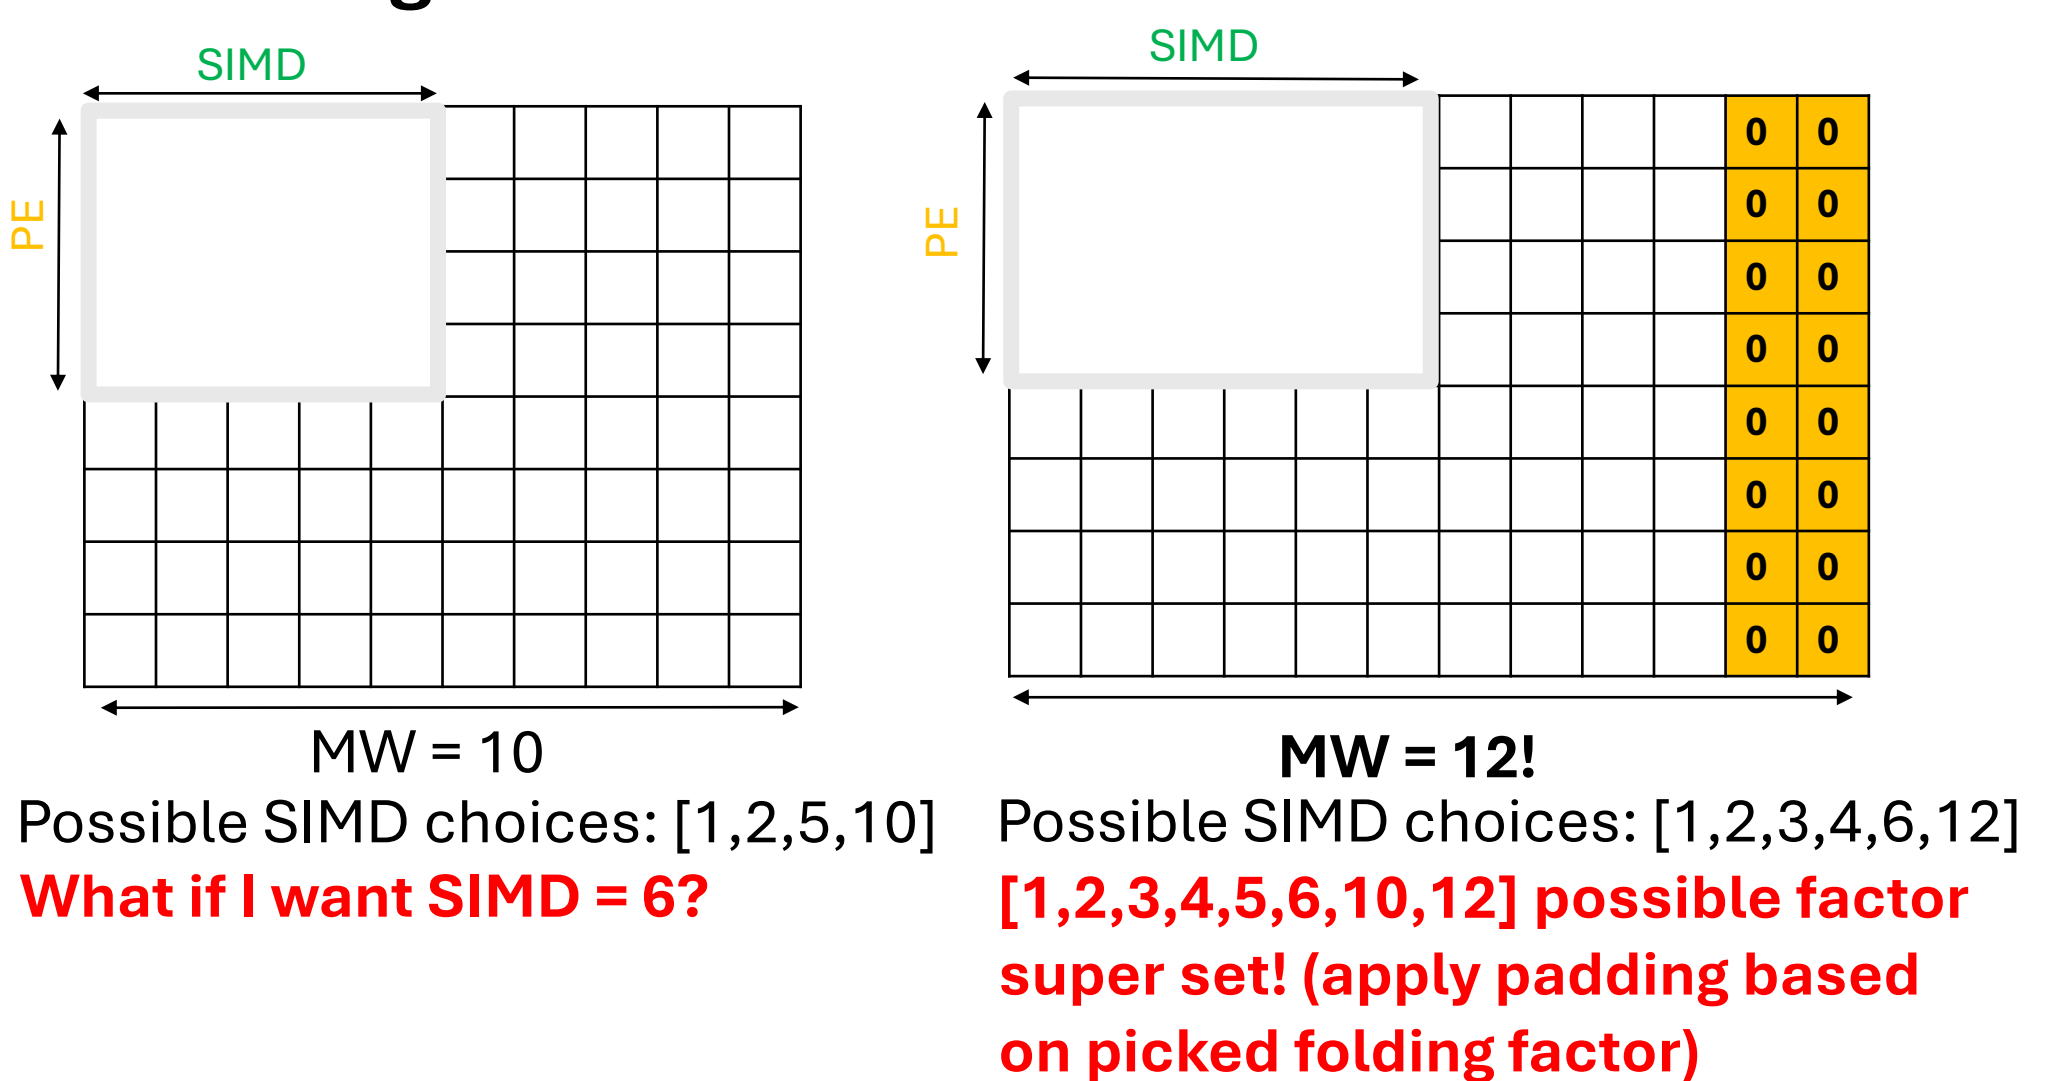 SIMD
PE
MW = 10
Possible SIMD choices: [1,2,5,10]
What if I want SIMD = 6?
SIMD
PE
0 0
0 0
0 0
0 0
0 0
0 0
0 0
0 0
MW = 12!
Possible SIMD choices: [1,2,3,4,6,12]
[1,2,3,4,5,6,10,12] possible factor
super set! (apply padding based
on picked folding factor)